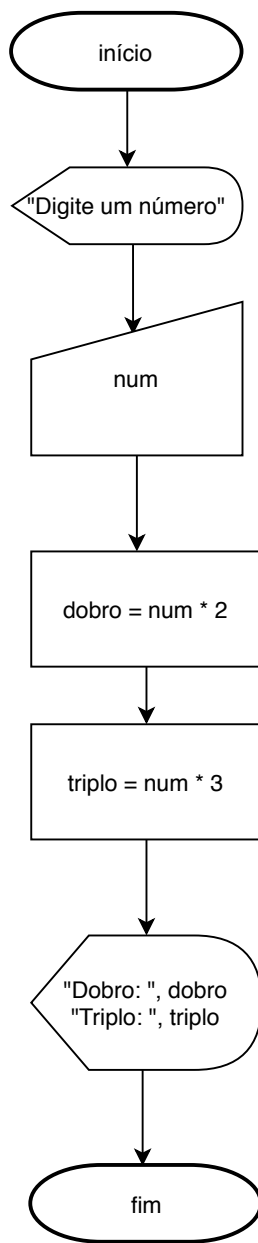 início
"Digite um número"
num
dobro = num * 2
triplo = num * 3
"Dobro: ", dobro
"Triplo: ", triplo
fim